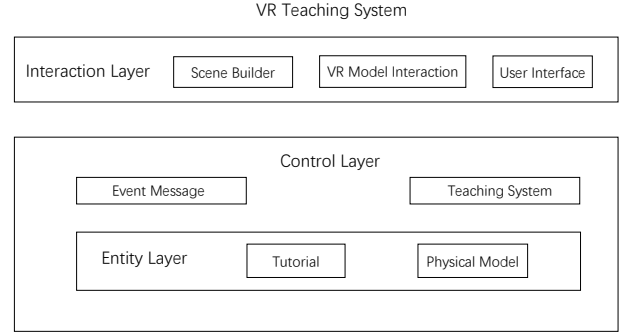 VR Teaching System
Interaction Layer
Scene Builder
VR Model Interaction
User Interface
Control Layer
Event Message
Teaching System
Entity Layer
Tutorial
Physical Model